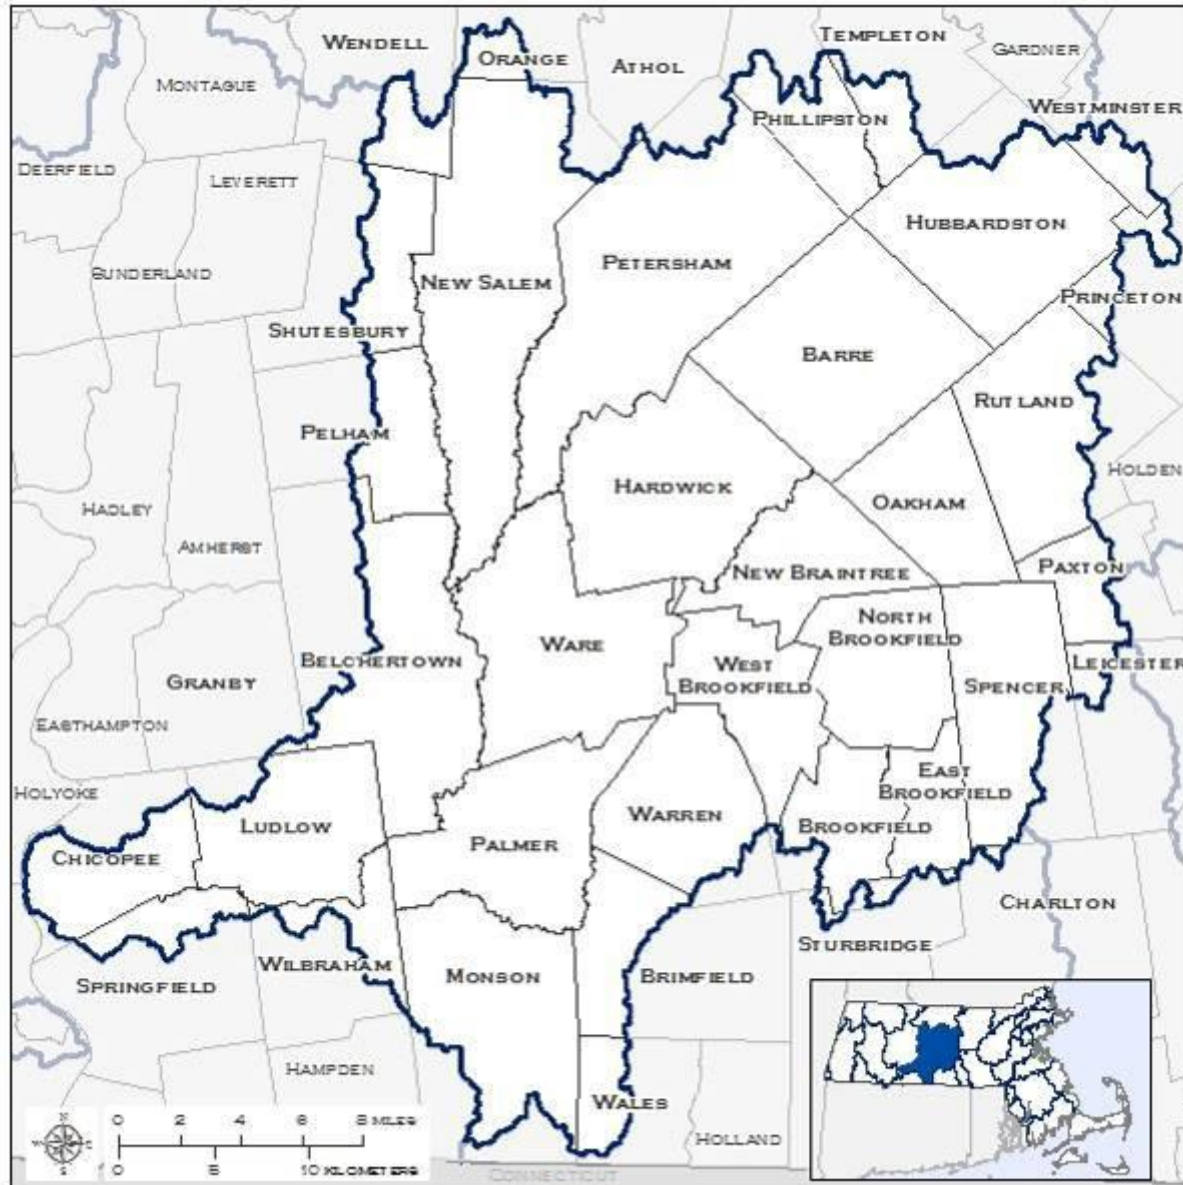 WENDELL
ORANGE
ATHOL
TEMPLETON
GARDNER
MONTAGUE
PHILLIPSTON
WESTMINSTER
DEERFIELD
LEVERETT
HUBBARDSTON
SUNDERLAND
NEW SALEM
PETERSHAM
PRINCETON
SHUTESBURY
BARRE
RUTLAND
PELHAM
HOLDEN
HARDWICK
OAKHAM
HADLEY
AMHERST
NEW BRAINTREE
PAXTON
NORTH
BROOKFIELD
WARE
BELCHERTOWN
WEST
BROOKFIELD
LEICESTER
GRANBY
SPENCER
EASTHAMPTON
EAST
BROOKFIELD
HOLYOKE
LUDLOW
WARREN
BROOKFIELD
CHICOPEE
PALMER
CHARLTON
STURBRIDGE
SPRINGFIELD
WILBRAHAM
MONSON
BRIMFIELD
HAMPDEN
WALES
HOLLAND
N
W
E
S
0 2 4 6 8 MILES
0 5 10 KILOMETERS
CONNECTICUT